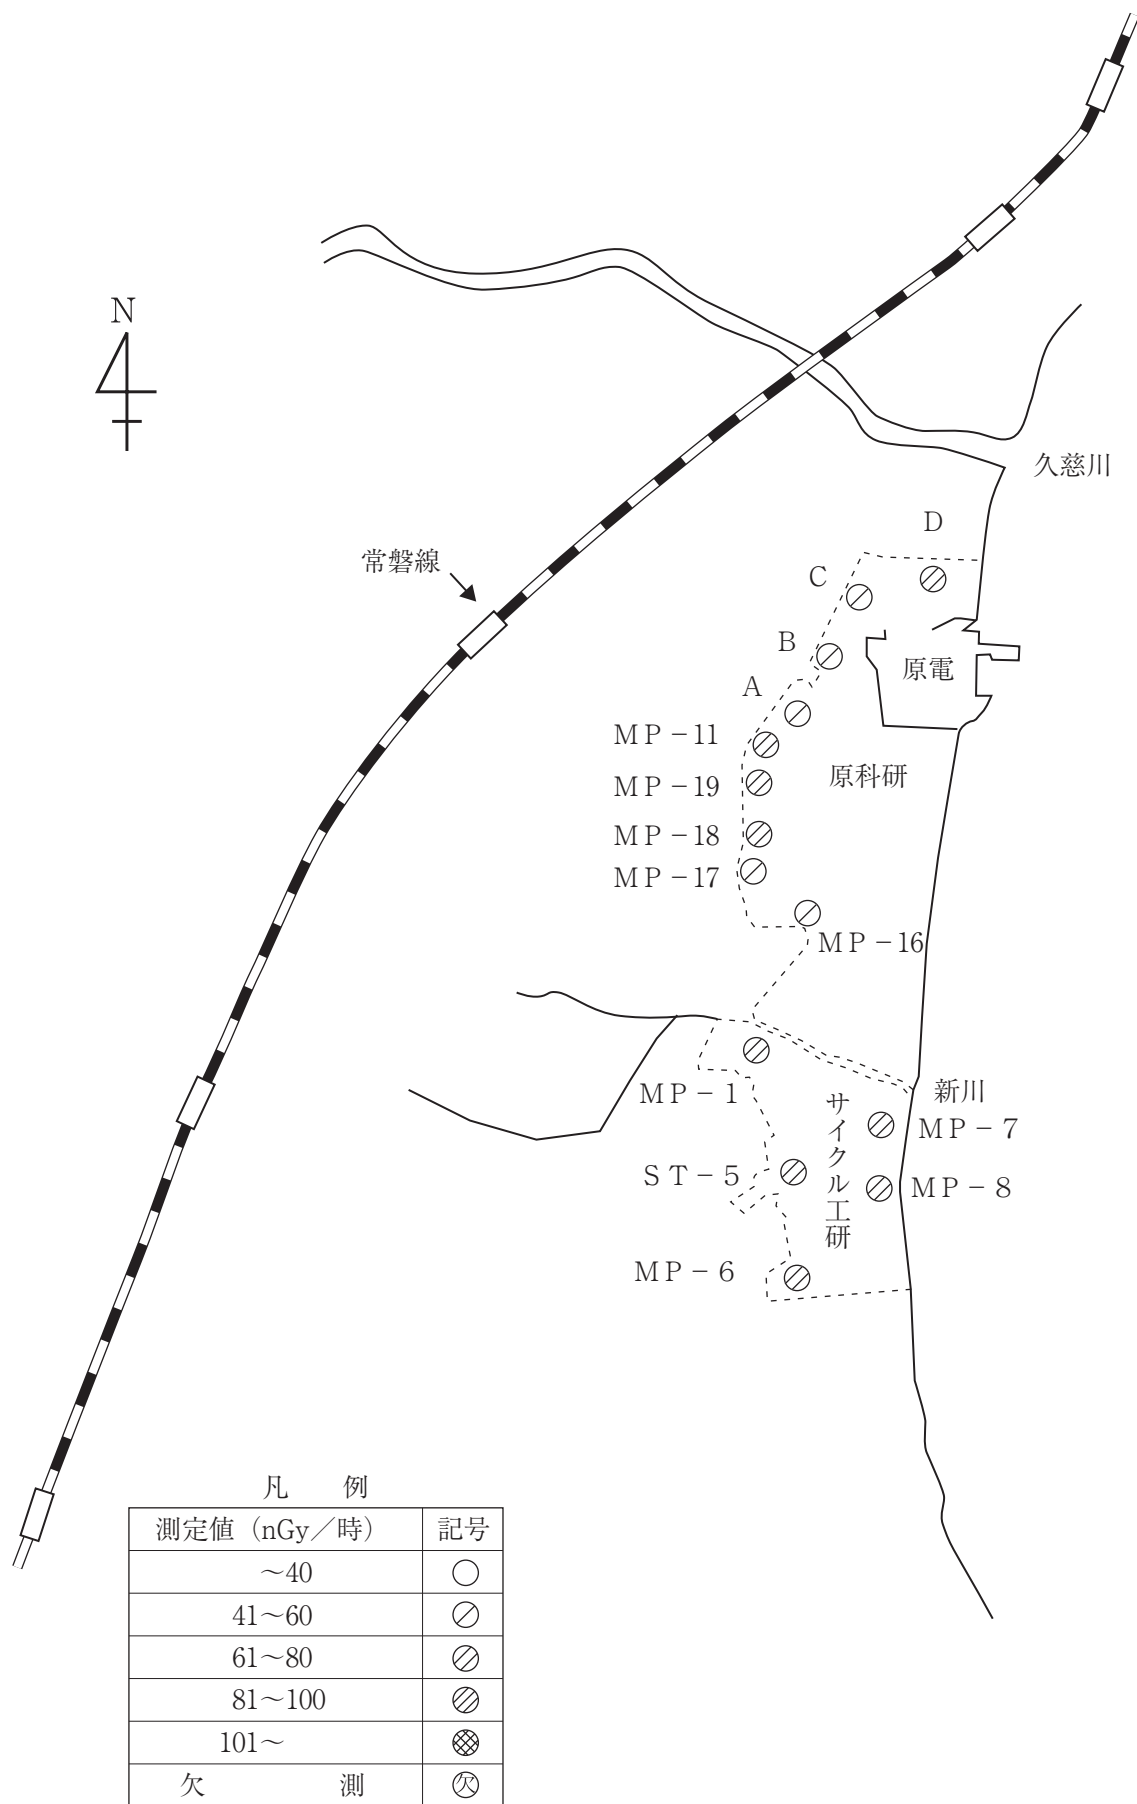 N
久慈川
D
常磐線
C
B
原電
A
MP－11
原科研
MP－19
MP－18
MP－17
MP－16
新川
MP－1
サイクル工研
MP－7
ST－5
MP－8
MP－6
凡　例
測定値（nGy／時） 記号
～40
41～60
61～80
81～100
101～
欠　測 欠